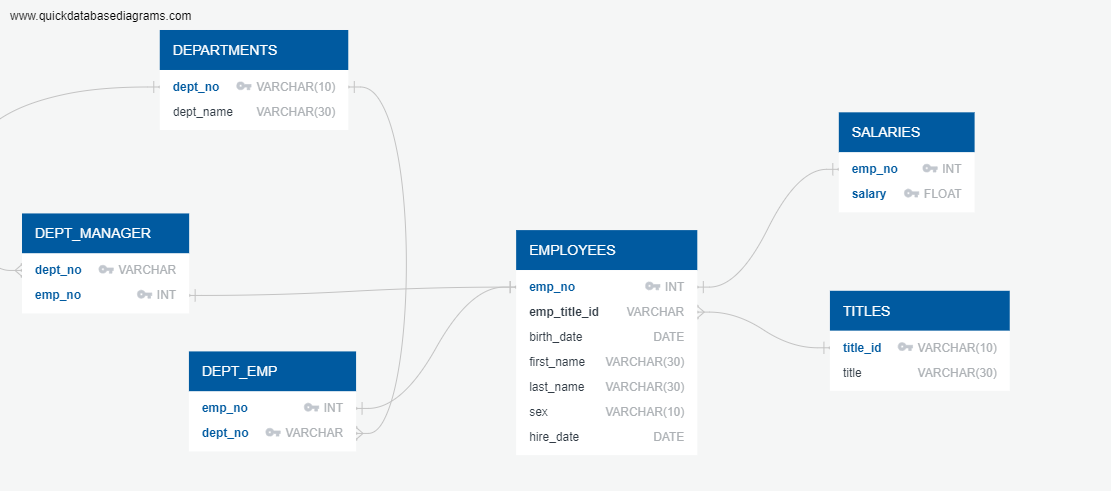 www.quickdatabasediagrams.com
DEPARTMENTS
dept_no VARCHAR(10)
dept_name VARCHAR(30)
SALARIES
emp_no INT
salary FLOAT
DEPT_MANAGER
dept_no VARCHAR
emp_no INT
EMPLOYEES
emp_no INT
emp_title_id VARCHAR
birth_date DATE
first_name VARCHAR(30)
last_name VARCHAR(30)
sex VARCHAR(10)
hire_date DATE
TITLES
title_id VARCHAR(10)
title VARCHAR(30)
DEPT_EMP
emp_no INT
dept_no VARCHAR